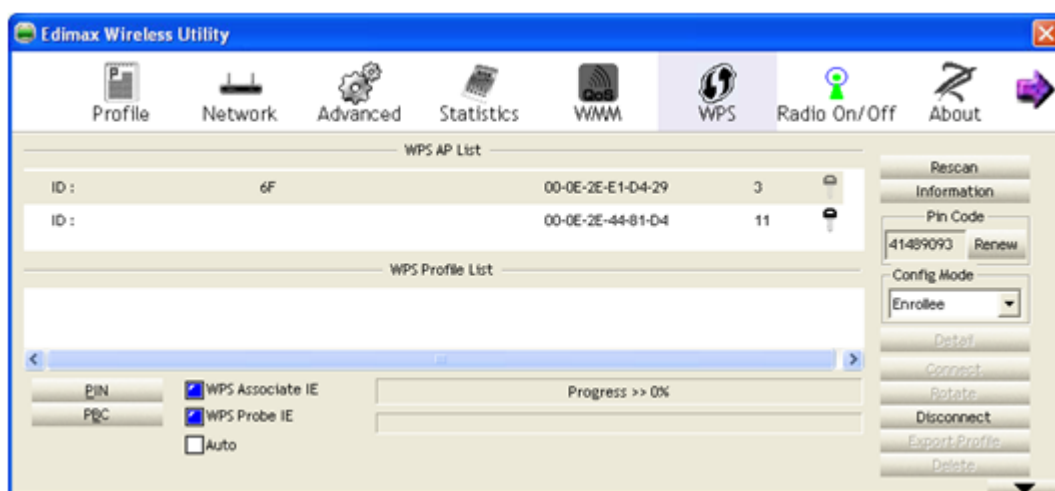 Edimax Wireless Utility
Profile Network Advanced Statistics WMM WPS Radio On/Off About
QoS
WPS AP List
ID : 6F 00-0E-2E-E1-D4-29 3
ID : 00-0E-2E-44-81-D4 11
WPS Profile List
PIN
PBC
WPS Associate IE
WPS Probe IE
Auto
Progress >> 0%
Rescan
Information
Pin Code
41489093 Renew
Config Mode
Enrollee
Detail
Connect
Rotate
Disconnect
Export Profile
Delete